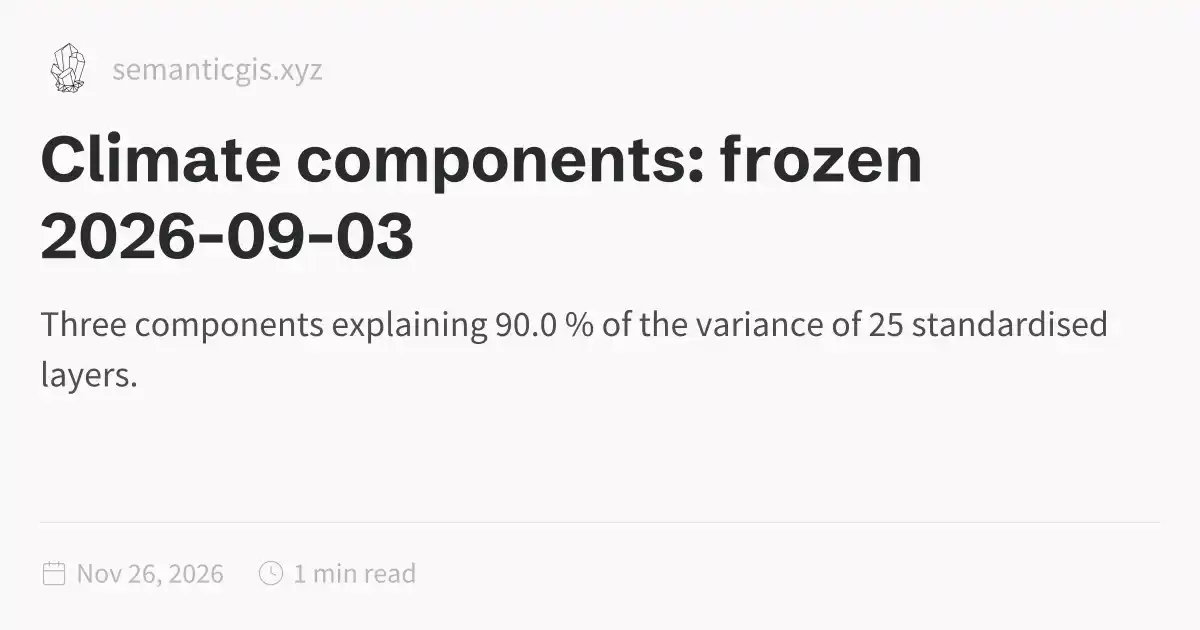 semanticgis.xyz
Climate components: frozen
2026-09-03
Three components explaining 90.0 % of the variance of 25 standardised
layers.
Nov 26, 2026
1 min read